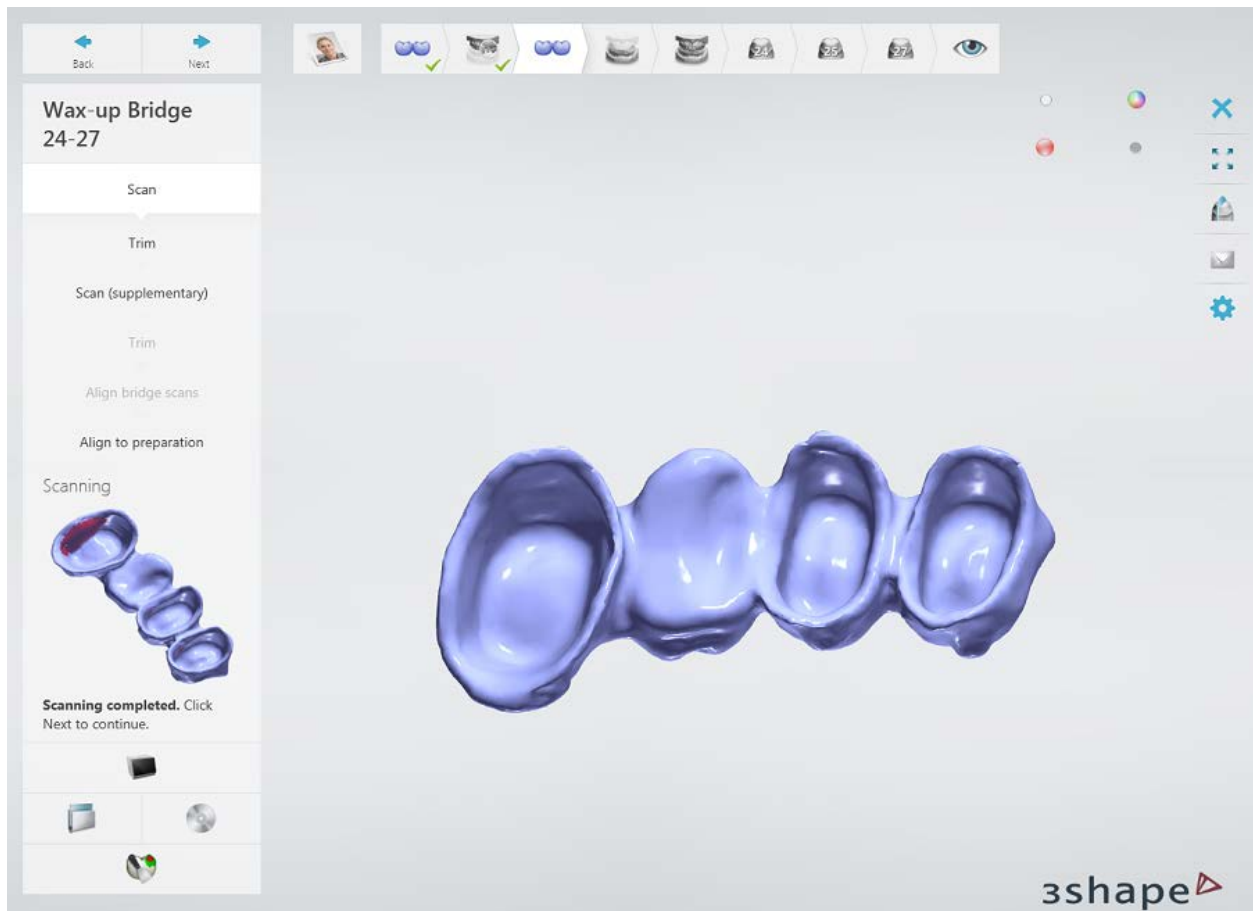 Back
Next
24
25
27
Wax-up Bridge
24-27
Scan
Trim
Scan (supplementary)
Trim
Align bridge scans
Align to preparation
Scanning
Scanning completed. Click
Next to continue.
3shape